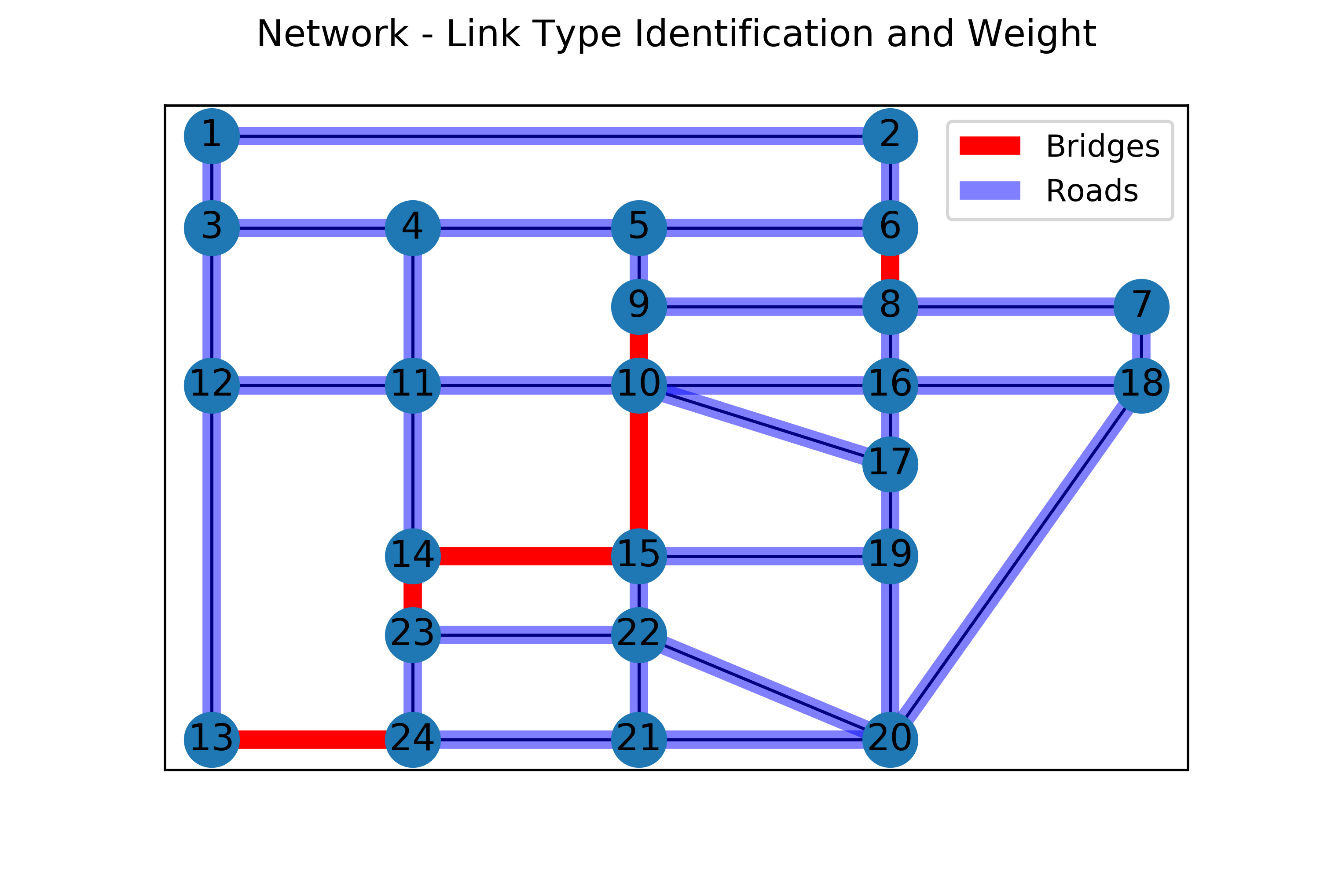 Network - Link Type Identification and Weight
1 2
Bridges
Roads
3 4 5 6
9 8 7
12 11 10 16 18
17
14 15 19
23 22
13 24 21 20